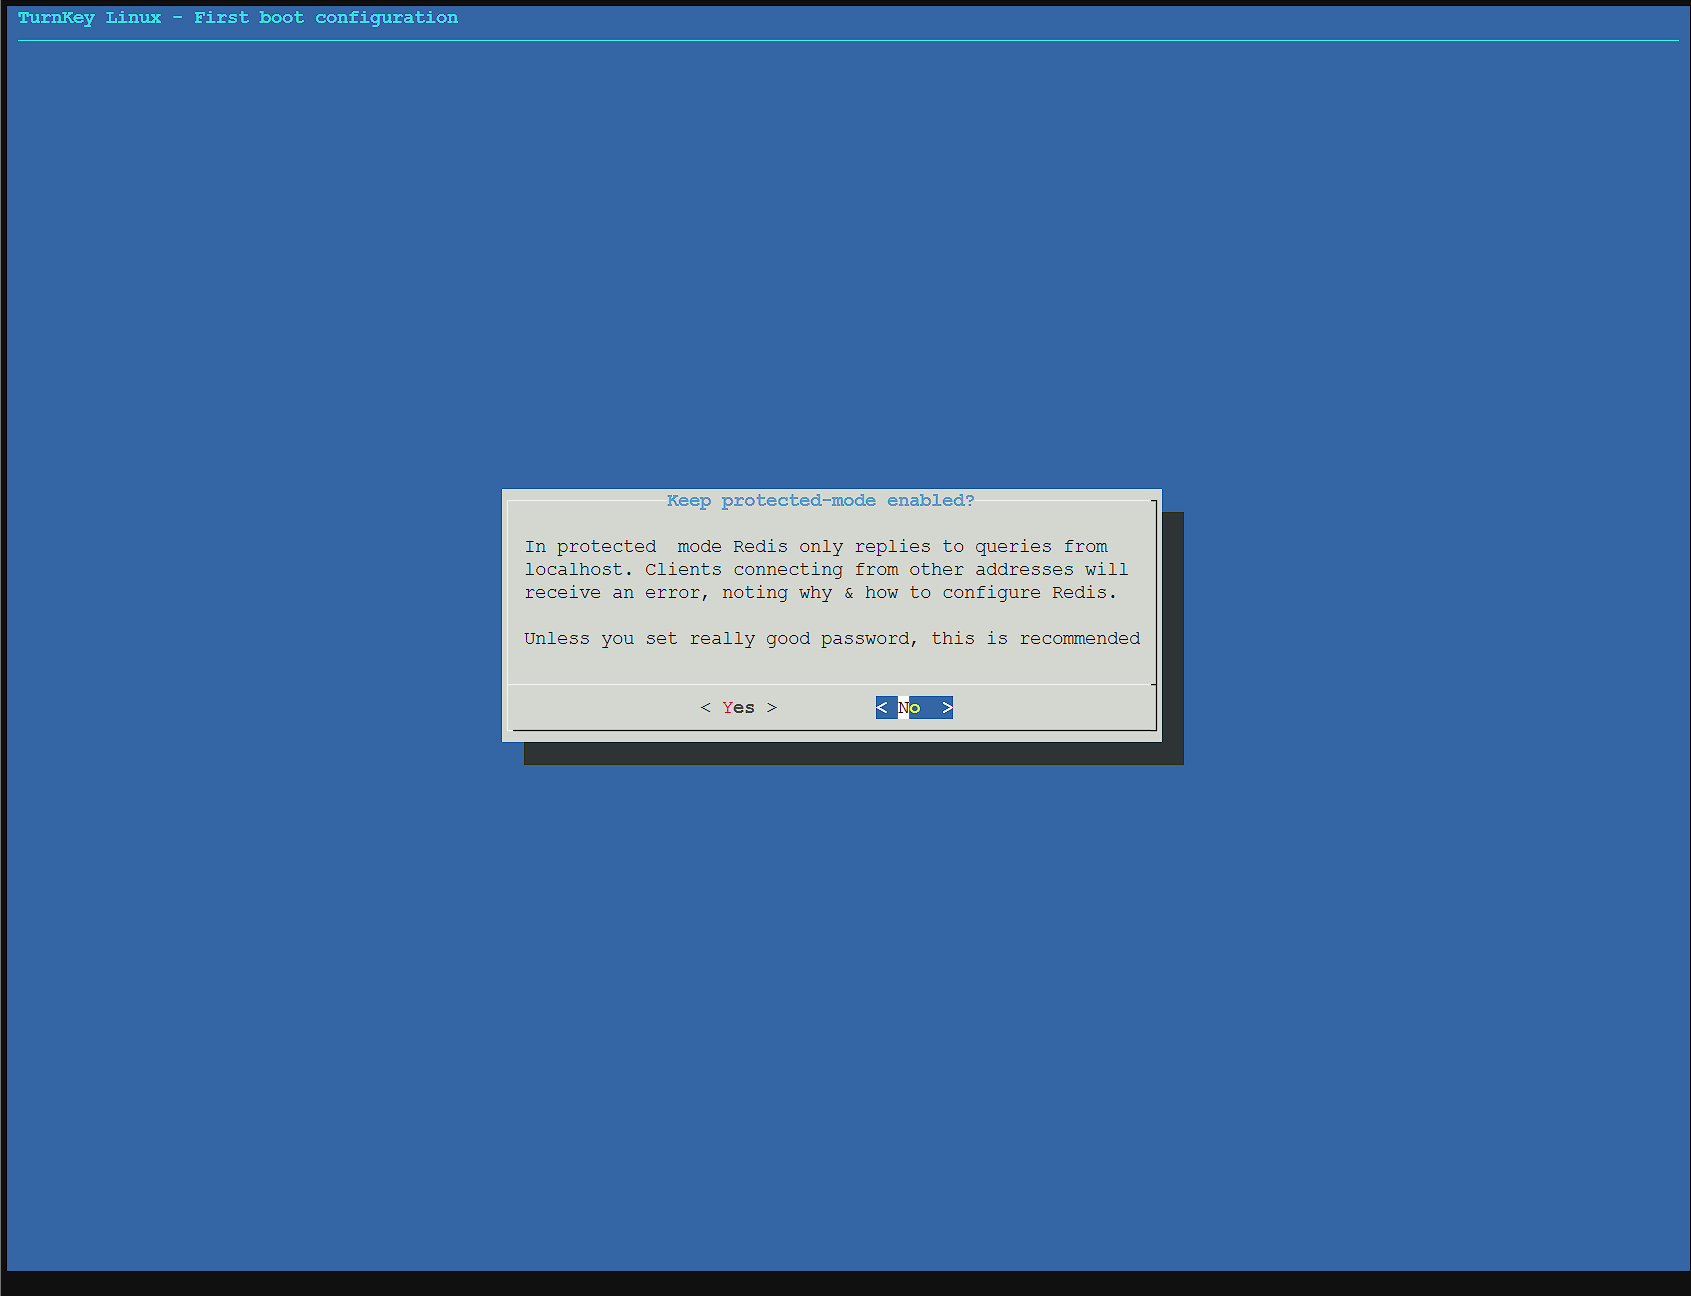 TurnKey Linux - First boot configuration
Keep protected-mode enabled?
In protected  mode Redis only replies to queries from
localhost. Clients connecting from other addresses will
receive an error, noting why & how to configure Redis.
Unless you set really good password, this is recommended
< Yes > < No  >